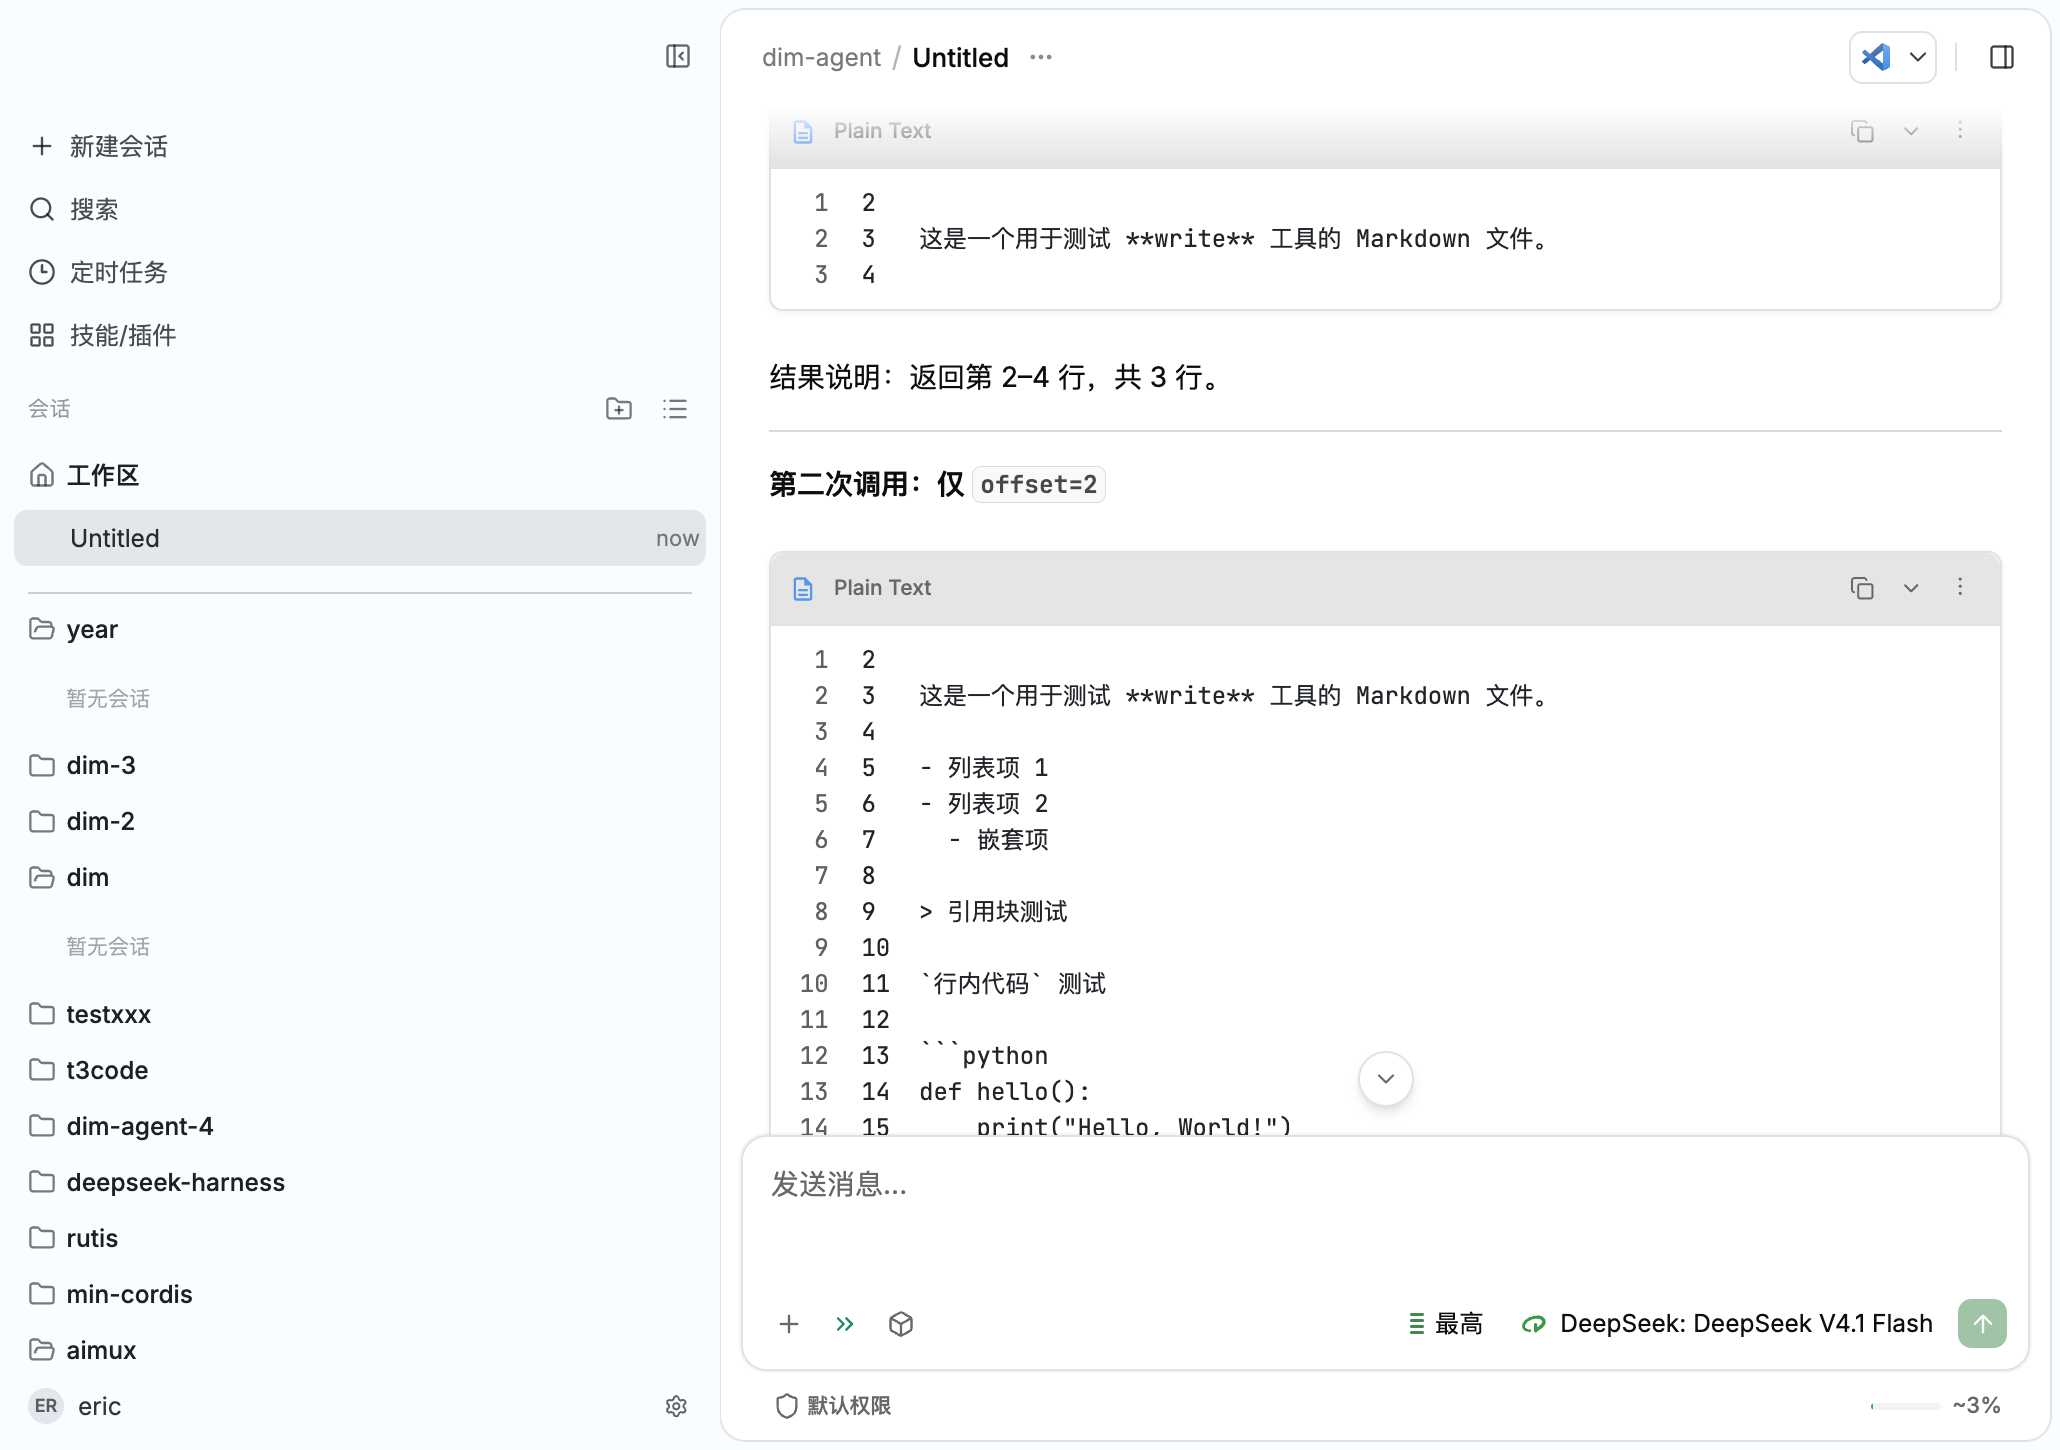 新建会话
搜索
定时任务
技能/插件
会话
工作区
Untitled now
year
暂无会话
dim-3
dim-2
dim
暂无会话
testxxx
t3code
dim-agent-4
deepseek-harness
rutis
min-cordis
aimux
ER eric
dim-agent / Untitled ···
Plain Text
1 2
2 3 这是一个用于测试 **write** 工具的 Markdown 文件。
3 4
结果说明：返回第 2–4 行，共 3 行。
第二次调用：仅 offset=2
Plain Text
1 2
2 3 这是一个用于测试 **write** 工具的 Markdown 文件。
3 4
4 5 - 列表项 1
5 6 - 列表项 2
6 7   - 嵌套项
7 8
8 9 > 引用块测试
9 10
10 11 `行内代码` 测试
11 12
12 13 ```python
13 14 def hello():
14 15     print("Hello, World!")
发送消息...
最高 DeepSeek: DeepSeek V4.1 Flash
默认权限 ~3%